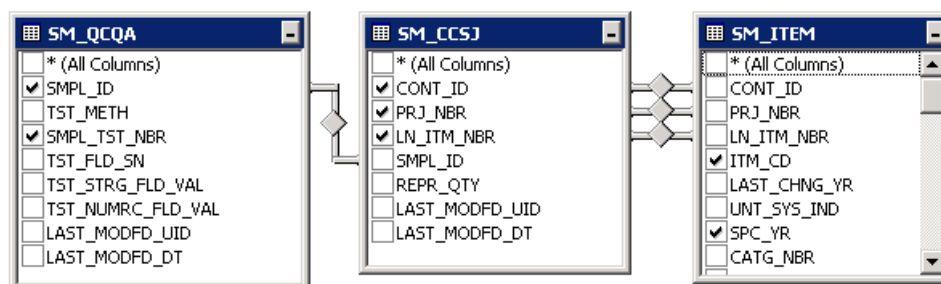 SM_QCQA
* (All Columns)
SMPL_ID
TST_METH
SMPL_TST_NBR
TST_FLD_SN
TST_STRG_FLD_VAL
TST_NUMRC_FLD_VAL
LAST_MODFD_UID
LAST_MODFD_DT
SM_CCSJ
* (All Columns)
CONT_ID
PRJ_NBR
LN_ITM_NBR
SMPL_ID
REPR_QTY
LAST_MODFD_UID
LAST_MODFD_DT
SM_ITEM
* (All Columns)
CONT_ID
PRJ_NBR
LN_ITM_NBR
ITM_CD
LAST_CHNG_YR
UNT_SYS_IND
SPC_YR
CATG_NBR